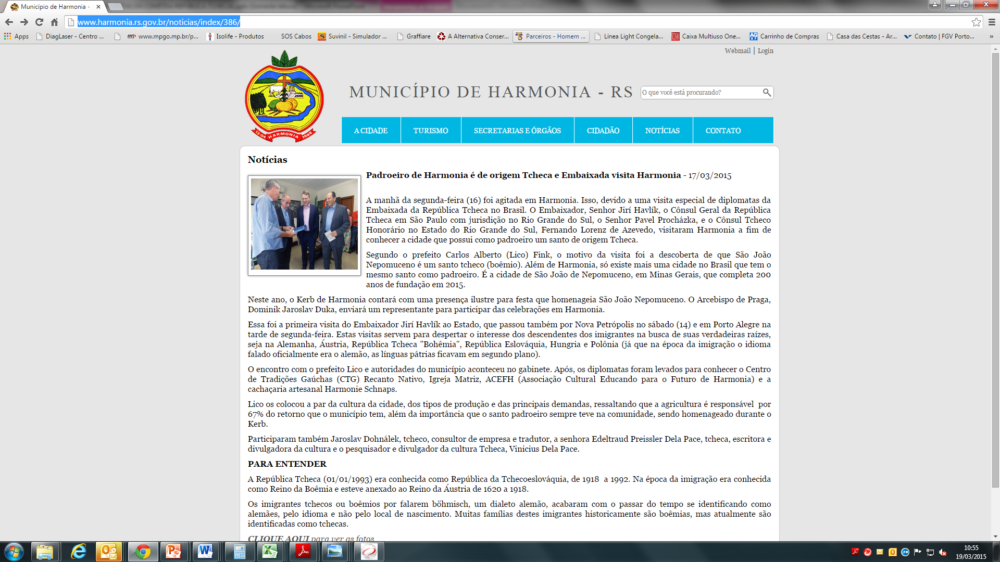 Município de Harmonia -
www.harmonia.rs.gov.br/noticias/index/386/
Apps DiagLaser - Centro ... www.mpgo.mp.br/p... Isolife - Produtos SOS Cabos Suvinil - Simulador ... Graffiare A Alternativa Conser... Parceiros - Homem ... Línea Light Congela... Caixa Multiuso One... Carrinho de Compras Casa das Cestas - Ar... Contato | FGV Porto... »
Webmail | Login
MUNICÍPIO DE HARMONIA - RS
O que você está procurando?
13-04 HARMONIA 1988
A CIDADE TURISMO SECRETARIAS E ÓRGÃOS CIDADÃO NOTÍCIAS CONTATO
Notícias
Padroeiro de Harmonia é de origem Tcheca e Embaixada visita Harmonia - 17/03/2015
A manhã da segunda-feira (16) foi agitada em Harmonia. Isso, devido a uma visita especial de diplomatas da
Embaixada da República Tcheca no Brasil. O Embaixador, Senhor Jirí Havlík, o Cônsul Geral da República
Tcheca em São Paulo com jurisdição no Rio Grande do Sul, o Senhor Pavel Procházka, e o Cônsul Tcheco
Honorário no Estado do Rio Grande do Sul, Fernando Lorenz de Azevedo, visitaram Harmonia a fim de
conhecer a cidade que possui como padroeiro um santo de origem Tcheca.
Segundo o prefeito Carlos Alberto (Lico) Fink, o motivo da visita foi a descoberta de que São João
Nepomuceno é um santo tcheco (boêmio). Além de Harmonia, só existe mais uma cidade no Brasil que tem o
mesmo santo como padroeiro. É a cidade de São João de Nepomuceno, em Minas Gerais, que completa 200
anos de fundação em 2015.
Neste ano, o Kerb de Harmonia contará com uma presença ilustre para festa que homenageia São João Nepomuceno. O Arcebispo de Praga,
Dominik Jaroslav Duka, enviará um representante para participar das celebrações em Harmonia.
Essa foi a primeira visita do Embaixador Jirí Havlík ao Estado, que passou também por Nova Petrópolis no sábado (14) e em Porto Alegre na
tarde de segunda-feira. Estas visitas servem para despertar o interesse dos descendentes dos imigrantes na busca de suas verdadeiras raízes,
seja na Alemanha, Áustria, República Tcheca "Bohêmia", República Eslováquia, Hungria e Polônia (já que na época da imigração o idioma
falado oficialmente era o alemão, as línguas pátrias ficavam em segundo plano).
O encontro com o prefeito Lico e autoridades do município aconteceu no gabinete. Após, os diplomatas foram levados para conhecer o Centro
de Tradições Gaúchas (CTG) Recanto Nativo, Igreja Matriz, ACEFH (Associação Cultural Educando para o Futuro de Harmonia) e a
cachaçaria artesanal Harmonie Schnaps.
Lico os colocou a par da cultura da cidade, dos tipos de produção e das principais demandas, ressaltando que a agricultura é responsável por
67% do retorno que o município tem, além da importância que o santo padroeiro sempre teve na comunidade, sendo homenageado durante o
Kerb.
Participaram também Jaroslav Dohnálek, tcheco, consultor de empresa e tradutor, a senhora Edeltraud Preissler Dela Pace, tcheca, escritora e
divulgadora da cultura e o pesquisador e divulgador da cultura Tcheca, Vinicius Dela Pace.
PARA ENTENDER
A República Tcheca (01/01/1993) era conhecida como República da Tchecoeslováquia, de 1918 a 1992. Na época da imigração era conhecida
como Reino da Boêmia e esteve anexado ao Reino da Áustria de 1620 a 1918.
Os imigrantes tchecos ou boêmios por falarem böhmisch, um dialeto alemão, acabaram com o passar do tempo se identificando como
alemães, pelo idioma e não pelo local de nascimento. Muitas famílias destes imigrantes historicamente são boêmias, mas atualmente são
identificadas como tchecas.
CLIQUE AQUI para ver as fotos
10:55
19/03/2015